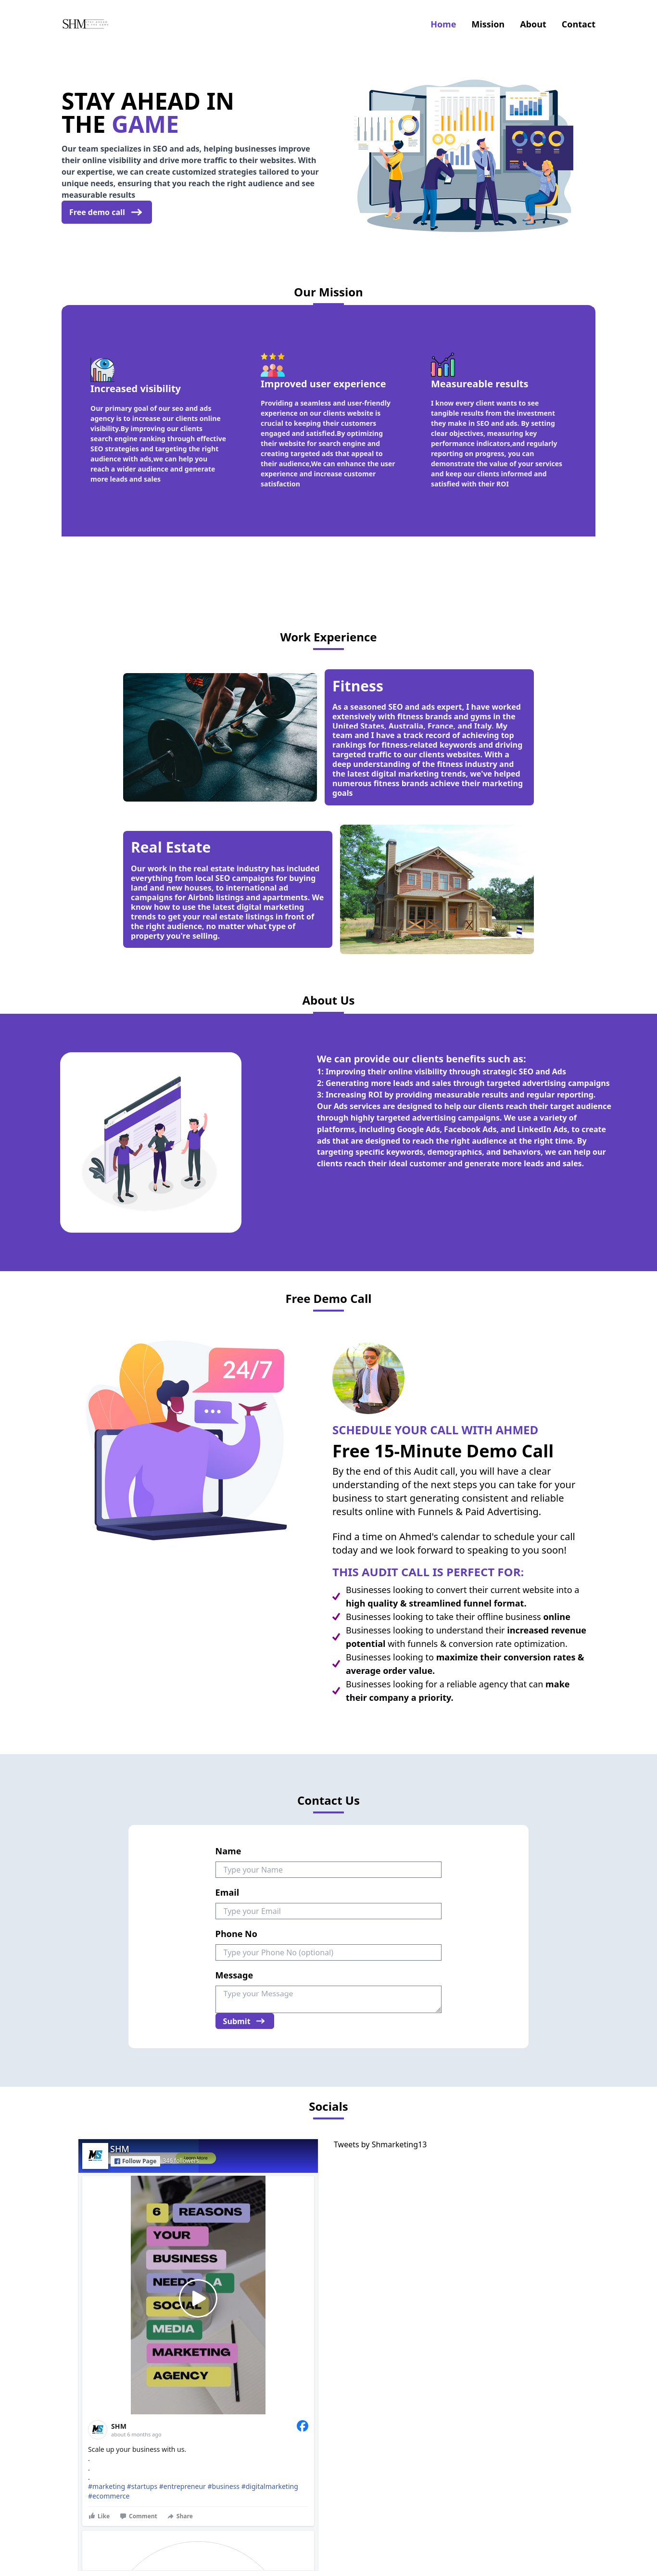 SHM
Home Mission About Contact
STAY AHEAD IN
THE GAME
Our team specializes in SEO and ads, helping businesses improve
their online visibility and drive more traffic to their websites. With
our expertise, we can create customized strategies tailored to your
unique needs, ensuring that you reach the right audience and see
measurable results
Free demo call
Our Mission
Increased visibility
Our primary goal of our seo and ads
agency is to increase our clients online
visibility.By improving our clients
search engine ranking through effective
SEO strategies and targeting the right
audience with ads,we can help you
reach a wider audience and generate
more leads and sales
Improved user experience
Providing a seamless and user-friendly
experience on our clients website is
crucial to keeping their customers
engaged and satisfied.By optimizing
their website for search engine and
creating targeted ads that appeal to
their audience,We can enhance the user
experience and increase customer
satisfaction
Measureable results
I know every client wants to see
tangible results from the investment
they make in SEO and ads. By setting
clear objectives, measuring key
performance indicators,and regularly
reporting on progress, you can
demonstrate the value of your services
and keep our clients informed and
satisfied with their ROI
Work Experience
Fitness
As a seasoned SEO and ads expert, I have worked
extensively with fitness brands and gyms in the
United States, Australia, France, and Italy. My
team and I have a track record of achieving top
rankings for fitness-related keywords and driving
targeted traffic to our clients websites. With a
deep understanding of the fitness industry and
the latest digital marketing trends, we've helped
numerous fitness brands achieve their marketing
goals
Real Estate
Our work in the real estate industry has included
everything from local SEO campaigns for buying
land and new houses, to international ad
campaigns for Airbnb listings and apartments. We
know how to use the latest digital marketing
trends to get your real estate listings in front of
the right audience, no matter what type of
property you're selling.
About Us
We can provide our clients benefits such as:
1: Improving their online visibility through strategic SEO and Ads
2: Generating more leads and sales through targeted advertising campaigns
3: Increasing ROI by providing measurable results and regular reporting.
Our Ads services are designed to help our clients reach their target audience
through highly targeted advertising campaigns. We use a variety of
platforms, including Google Ads, Facebook Ads, and LinkedIn Ads, to create
ads that are designed to reach the right audience at the right time. By
targeting specific keywords, demographics, and behaviors, we can help our
clients reach their ideal customer and generate more leads and sales.
Free Demo Call
24/7
SCHEDULE YOUR CALL WITH AHMED
Free 15-Minute Demo Call
By the end of this Audit call, you will have a clear
understanding of the next steps you can take for your
business to start generating consistent and reliable
results online with Funnels & Paid Advertising.
Find a time on Ahmed's calendar to schedule your call
today and we look forward to speaking to you soon!
THIS AUDIT CALL IS PERFECT FOR:
Businesses looking to convert their current website into a
high quality & streamlined funnel format.
Businesses looking to take their offline business online
Businesses looking to understand their increased revenue
potential with funnels & conversion rate optimization.
Businesses looking to maximize their conversion rates &
average order value.
Businesses looking for a reliable agency that can make
their company a priority.
Contact Us
Name
Type your Name
Email
Type your Email
Phone No
Type your Phone No (optional)
Message
Type your Message
Submit
Socials
MS
SHM
Follow Page
Learn More
Tweets by Shmarketing13
6 REASONS
YOUR
BUSINESS
NEEDS A
SOCIAL
MEDIA
MARKETING
AGENCY
MS
SHM
about 6 months ago
Scale up your business with us.
.
.
.
#marketing #startups #entrepreneur #business #digitalmarketing
#ecommerce
Like Comment Share